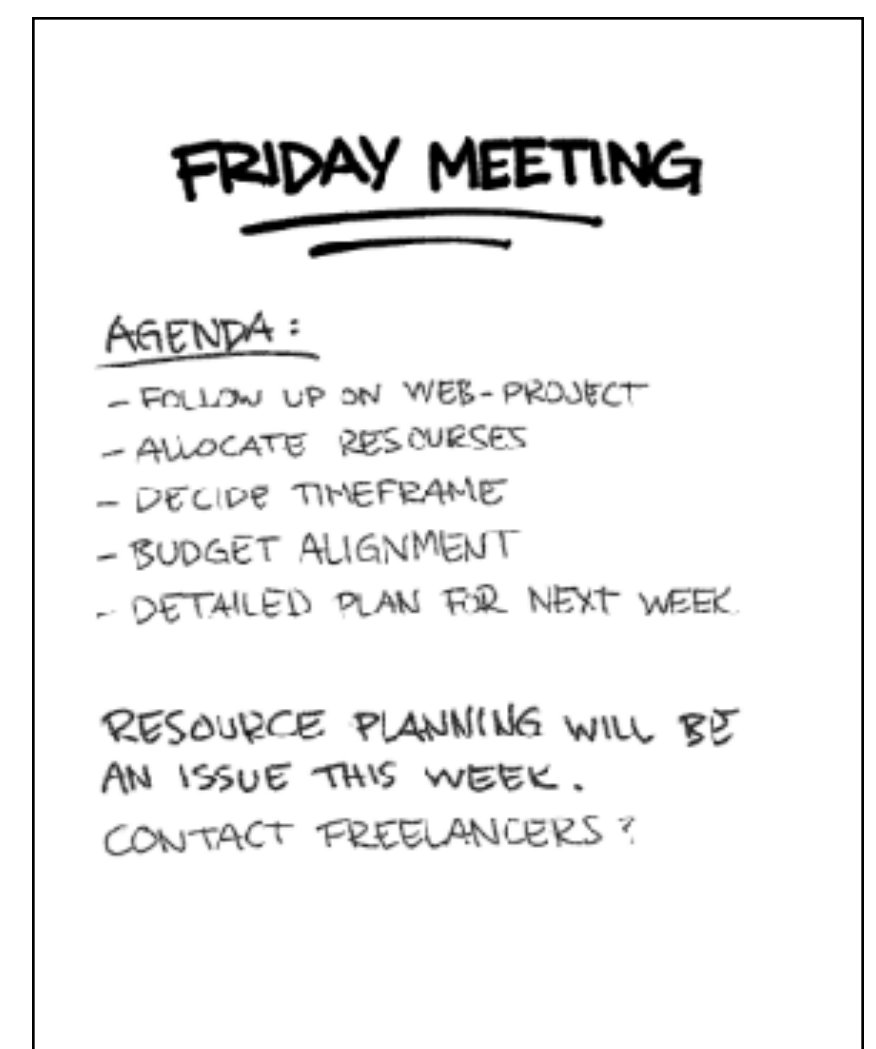 FRIDAY MEETING
AGENDA:
- FOLLOW UP ON WEB-PROJECT
- ALLOCATE RESOURSES
- DECIDE TIMEFRAME
- BUDGET ALIGNMENT
- DETAILED PLAN FOR NEXT WEEK
RESOURCE PLANNING WILL BE
AN ISSUE THIS WEEK.
CONTACT FREELANCERS?